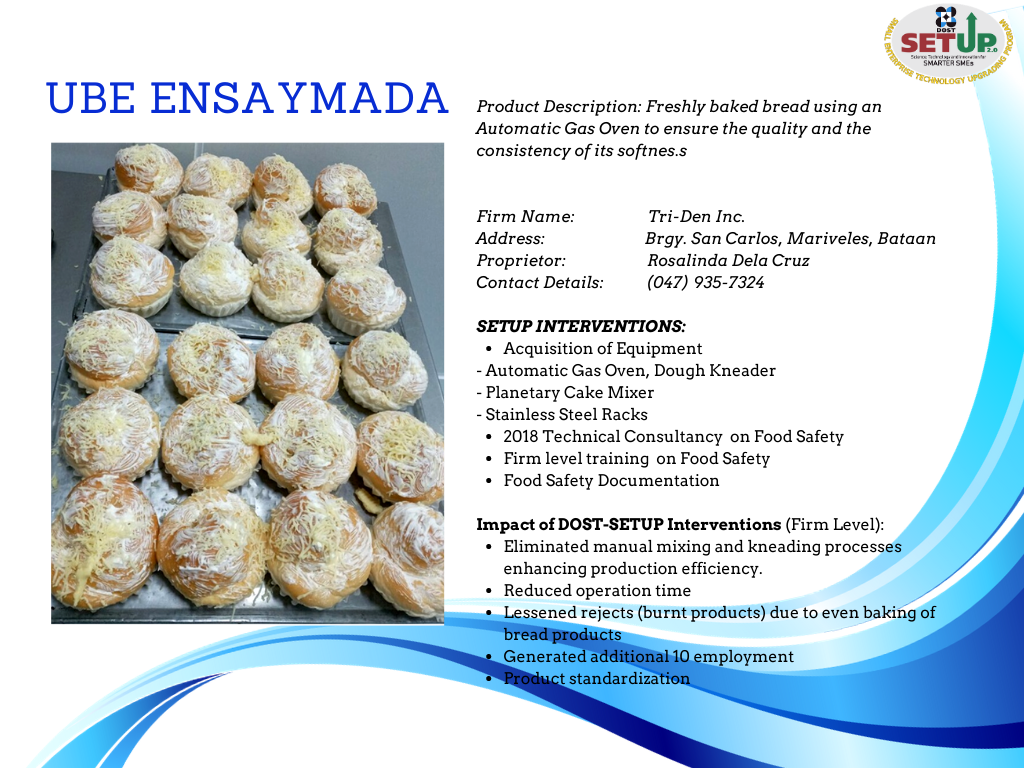 DOST
SETUP 2.0
Science Technology and Innovation for
SMARTER SMEs
SMALL ENTERPRISE TECHNOLOGY UPGRADING PROGRAM
UBE ENSAYMADA
Product Description: Freshly baked bread using an
Automatic Gas Oven to ensure the quality and the
consistency of its softnes.s
Firm Name: Tri-Den Inc.
Address: Brgy. San Carlos, Mariveles, Bataan
Proprietor: Rosalinda Dela Cruz
Contact Details: (047) 935-7324
SETUP INTERVENTIONS:
• Acquisition of Equipment
- Automatic Gas Oven, Dough Kneader
- Planetary Cake Mixer
- Stainless Steel Racks
• 2018 Technical Consultancy on Food Safety
• Firm level training on Food Safety
• Food Safety Documentation
Impact of DOST-SETUP Interventions (Firm Level):
• Eliminated manual mixing and kneading processes
enhancing production efficiency.
• Reduced operation time
• Lessened rejects (burnt products) due to even baking of
bread products
• Generated additional 10 employment
• Product standardization